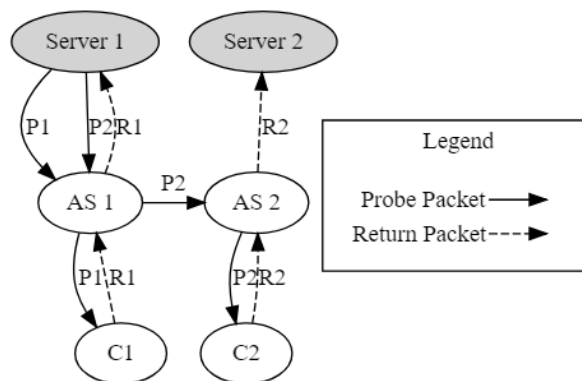 Server 1
Server 2
P1
P2
R1
R2
Legend
AS 1
P2
AS 2
Probe Packet
Return Packet
P1
R1
P2
R2
C1
C2